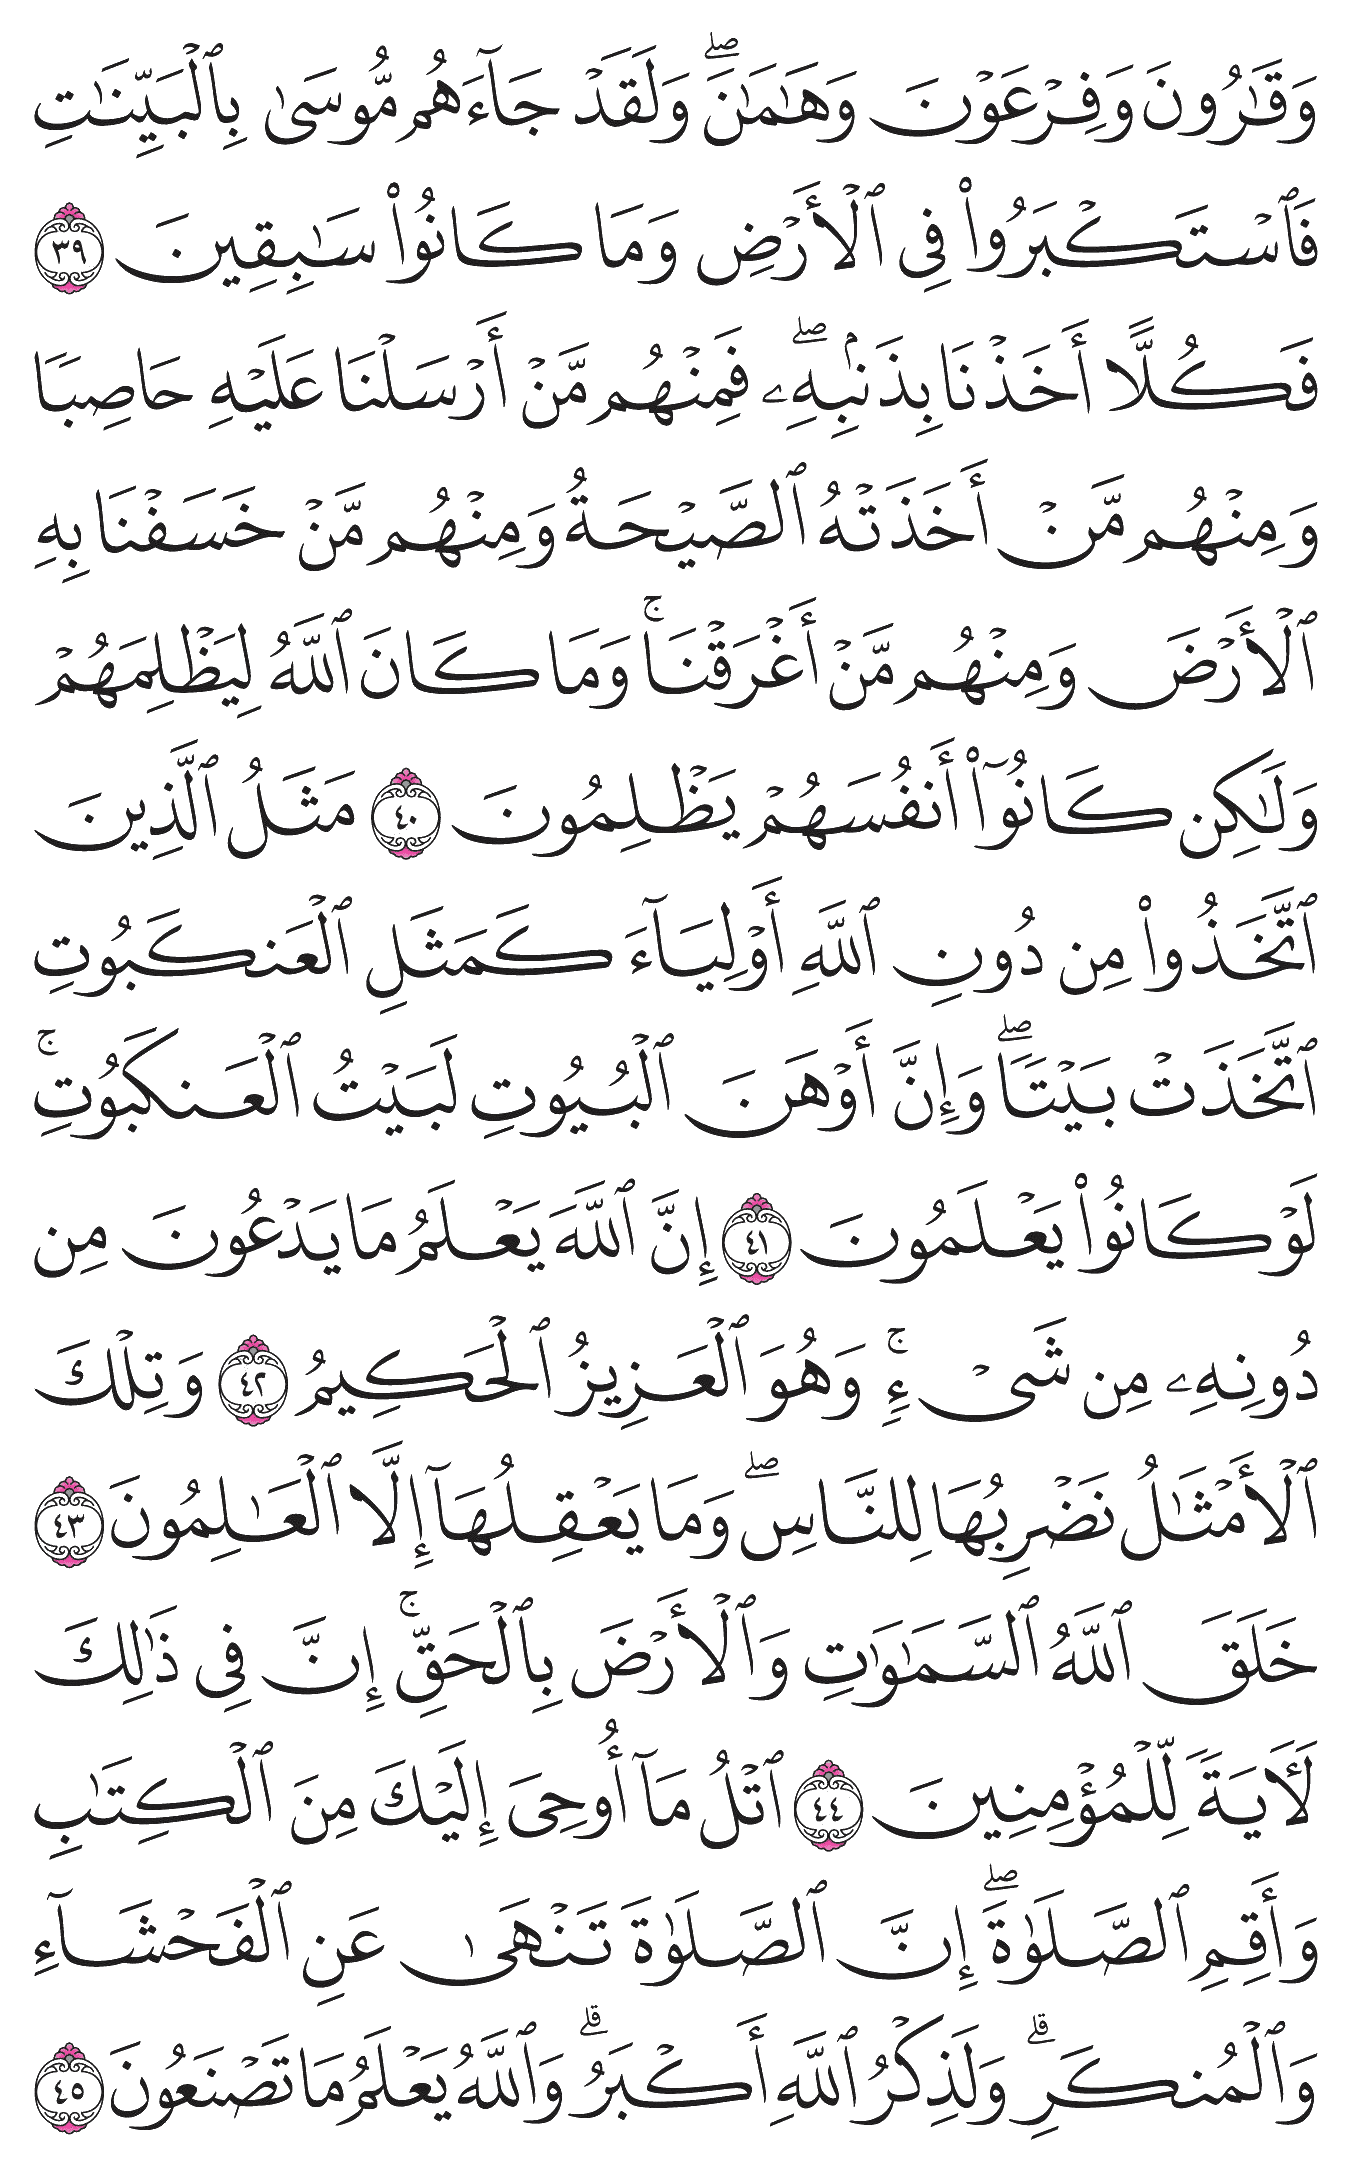 وَقَٰرُونَ وَفِرْعَوْنَ وَهَٰمَٰنَ ۖ وَلَقَدْ جَآءَهُم مُّوسَىٰ بِٱلْبَيِّنَٰتِ
فَٱسْتَكْبَرُوا۟ فِى ٱلْأَرْضِ وَمَا كَانُوا۟ سَٰبِقِينَ ٣٩
فَكُلًّا أَخَذْنَا بِذَنۢبِهِۦ ۖ فَمِنْهُم مَّنْ أَرْسَلْنَا عَلَيْهِ حَاصِبًا
وَمِنْهُم مَّنْ أَخَذَتْهُ ٱلصَّيْحَةُ وَمِنْهُم مَّنْ خَسَفْنَا بِهِ
ٱلْأَرْضَ وَمِنْهُم مَّنْ أَغْرَقْنَا ۚ وَمَا كَانَ ٱللَّهُ لِيَظْلِمَهُمْ
وَلَٰكِن كَانُوٓا۟ أَنفُسَهُمْ يَظْلِمُونَ ٤٠ مَثَلُ ٱلَّذِينَ
ٱتَّخَذُوا۟ مِن دُونِ ٱللَّهِ أَوْلِيَآءَ كَمَثَلِ ٱلْعَنكَبُوتِ
ٱتَّخَذَتْ بَيْتًا ۖ وَإِنَّ أَوْهَنَ ٱلْبُيُوتِ لَبَيْتُ ٱلْعَنكَبُوتِ ۚ
لَوْ كَانُوا۟ يَعْلَمُونَ ٤١ إِنَّ ٱللَّهَ يَعْلَمُ مَا يَدْعُونَ مِن
دُونِهِۦ مِن شَىْءٍ ۚ وَهُوَ ٱلْعَزِيزُ ٱلْحَكِيمُ ٤٢ وَتِلْكَ
ٱلْأَمْثَٰلُ نَضْرِبُهَا لِلنَّاسِ ۖ وَمَا يَعْقِلُهَآ إِلَّا ٱلْعَٰلِمُونَ ٤٣
خَلَقَ ٱللَّهُ ٱلسَّمَٰوَٰتِ وَٱلْأَرْضَ بِٱلْحَقِّ ۚ إِنَّ فِى ذَٰلِكَ
لَءَايَةً لِّلْمُؤْمِنِينَ ٤٤ ٱتْلُ مَآ أُوحِىَ إِلَيْكَ مِنَ ٱلْكِتَٰبِ
وَأَقِمِ ٱلصَّلَوٰةَ ۖ إِنَّ ٱلصَّلَوٰةَ تَنْهَىٰ عَنِ ٱلْفَحْشَآءِ
وَٱلْمُنكَرِ ۗ وَلَذِكْرُ ٱللَّهِ أَكْبَرُ ۗ وَٱللَّهُ يَعْلَمُ مَا تَصْنَعُونَ ٤٥